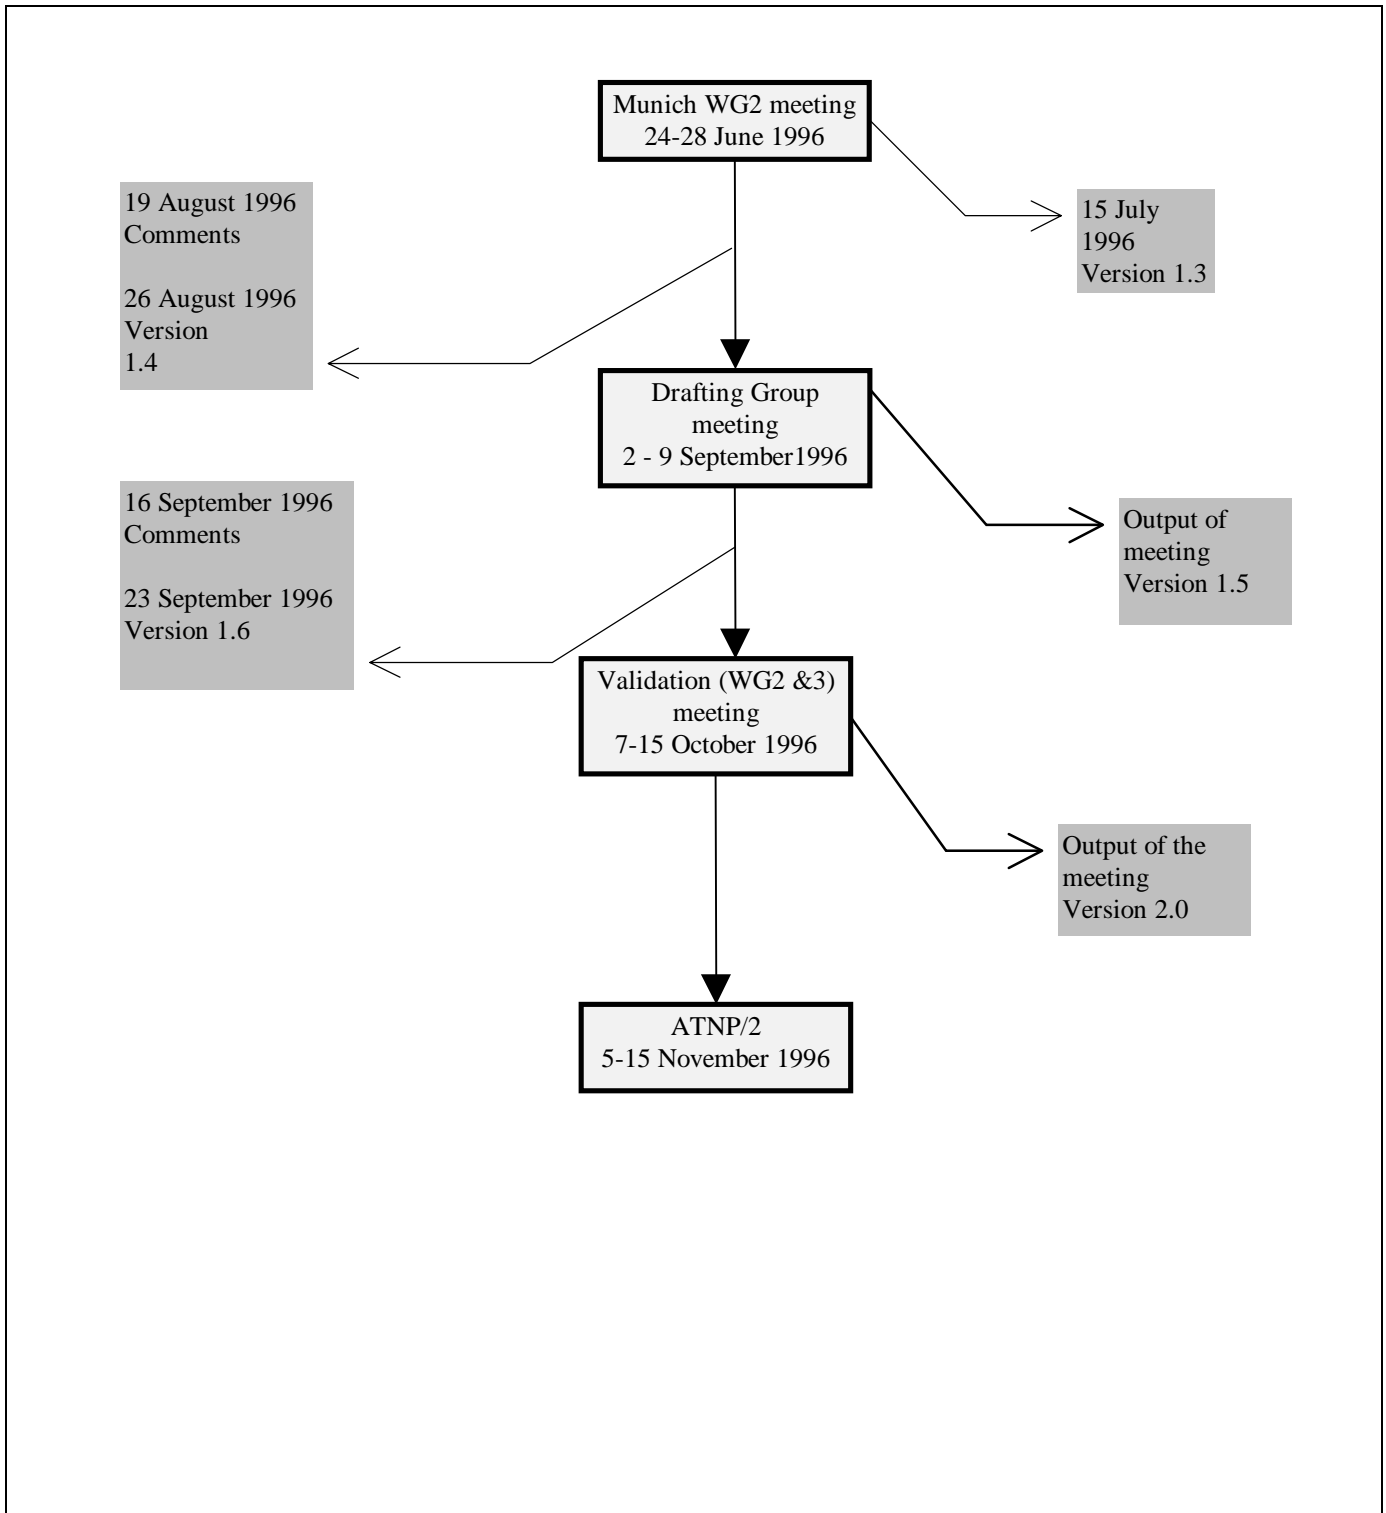 Munich WG2 meeting
24-28 June 1996
19 August 1996
Comments
26 August 1996
Version
1.4
15 July
1996
Version 1.3
Drafting Group
meeting
2 - 9 September1996
16 September 1996
Comments
23 September 1996
Version 1.6
Output of
meeting
Version 1.5
Validation (WG2 &3)
meeting
7-15 October 1996
Output of the
meeting
Version 2.0
ATNP/2
5-15 November 1996